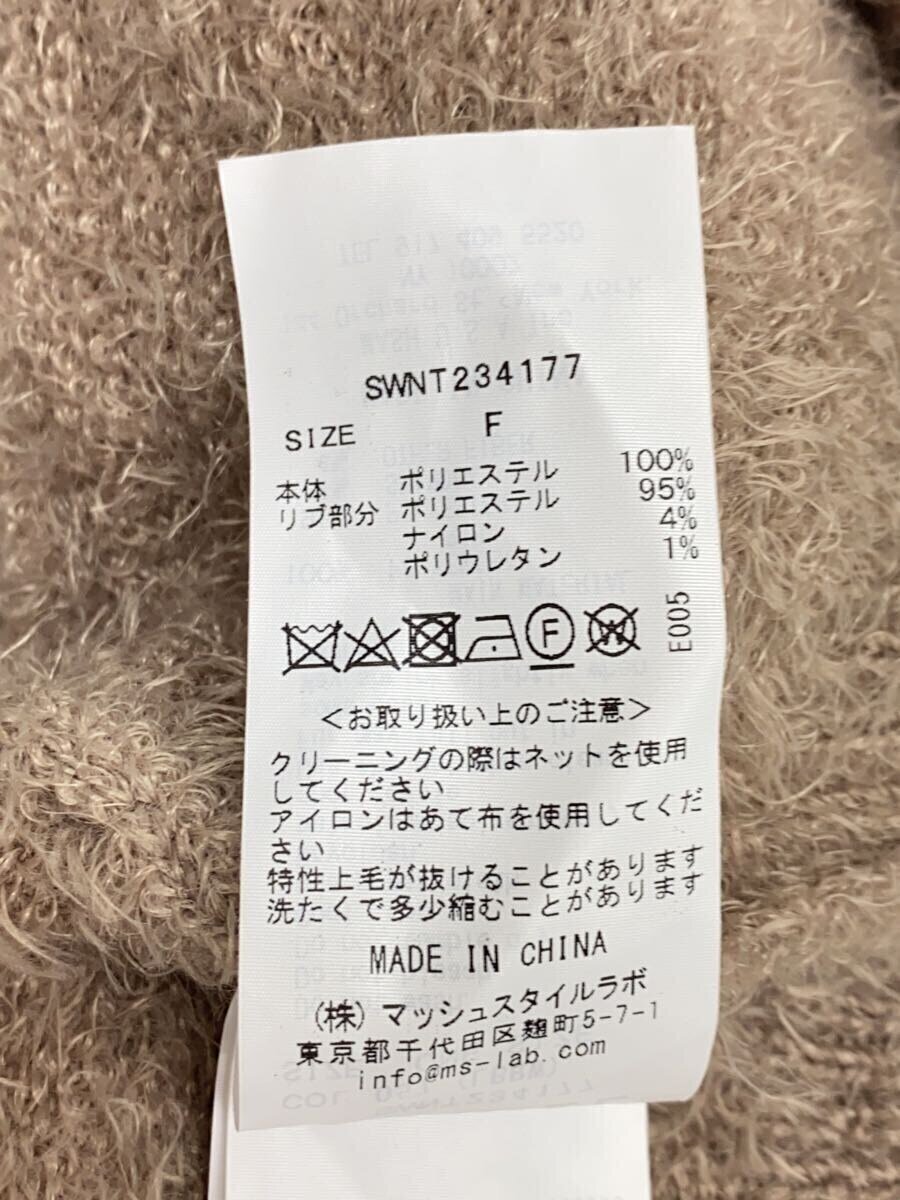 SWNT234177
SIZE F
本体 ポリエステル 100%
リブ部分 ポリエステル 95%
ナイロン 4%
ポリウレタン 1%
F W E005
<お取り扱い上のご注意>
クリーニングの際はネットを使用
してください
アイロンはあて布を使用してくだ
さい
特性上毛が抜けることがあります
洗たくで多少縮むことがあります
MADE IN CHINA
(株)マッシュスタイルラボ
東京都千代田区麹町5-7-1
info@ms-lab.com